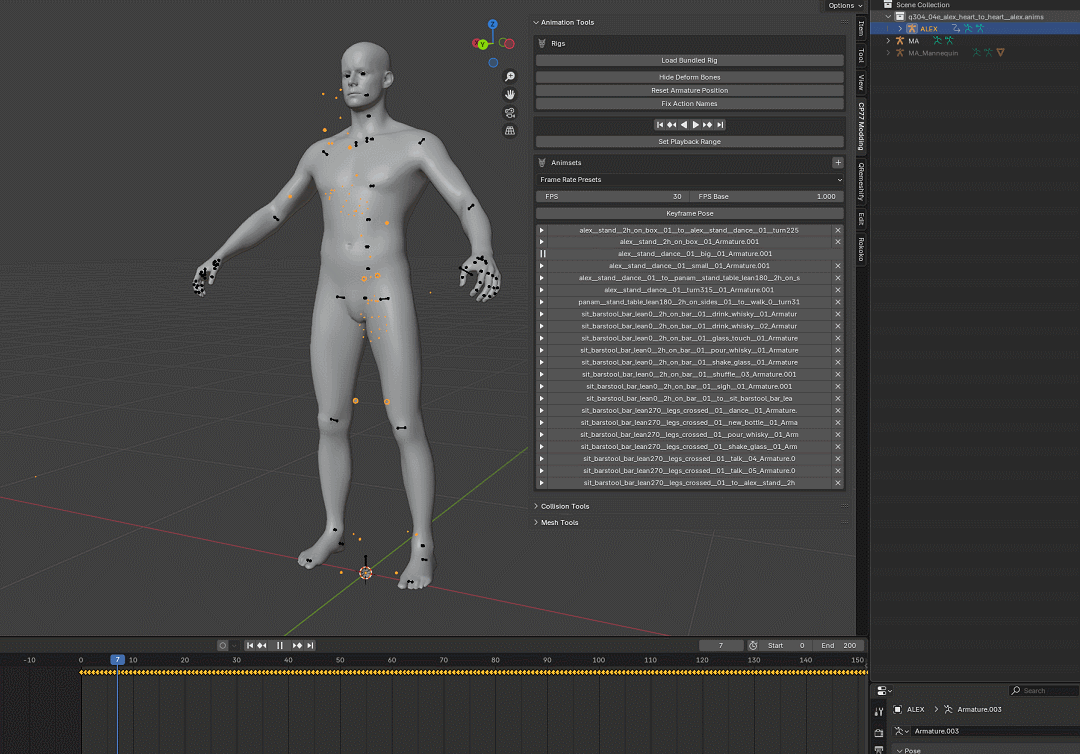 Options
Scene Collection
q304_04e_alex_heart_to_heart__alex.anims
ALEX
MA
MA_Mannequin
Z
Y
Item
Tool
View
CP77 Modding
QRemeshify
Edit
Rokoko
Animation Tools
Rigs
Load Bundled Rig
Hide Deform Bones
Reset Armature Position
Fix Action Names
Set Playback Range
Animsets
+
Frame Rate Presets
FPS 30 FPS Base 1.000
Keyframe Pose
alex__stand__2h_on_box__01__to__alex__stand__dance__01__turn225
alex__stand__2h_on_box__01_Armature.001
alex__stand__dance__01__big__01_Armature.001
alex__stand__dance__01__small__01_Armature.001
alex__stand__dance__01__to__panam__stand_table_lean180__2h_on_s
alex__stand__dance__01__turn315__01_Armature.001
panam__stand_table_lean180__2h_on_sides__01__to__walk_0__turn31
sit_barstool_bar_lean0__2h_on_bar__01__drink_whisky__01_Armatur
sit_barstool_bar_lean0__2h_on_bar__01__drink_whisky__02_Armatur
sit_barstool_bar_lean0__2h_on_bar__01__glass_touch__01_Armature
sit_barstool_bar_lean0__2h_on_bar__01__pour_whisky__01_Armature
sit_barstool_bar_lean0__2h_on_bar__01__shake_glass__01_Armature
sit_barstool_bar_lean0__2h_on_bar__01__shuffle__03_Armature.001
sit_barstool_bar_lean0__2h_on_bar__01__sigh__01_Armature.001
sit_barstool_bar_lean0__2h_on_bar__01__to__sit_barstool_bar_lea
sit_barstool_bar_lean270__legs_crossed__01__dance__01_Armature.
sit_barstool_bar_lean270__legs_crossed__01__new_bottle__01_Arma
sit_barstool_bar_lean270__legs_crossed__01__pour_whisky__01_Arm
sit_barstool_bar_lean270__legs_crossed__01__shake_glass__01_Arm
sit_barstool_bar_lean270__legs_crossed__01__talk__04_Armature.0
sit_barstool_bar_lean270__legs_crossed__01__talk__05_Armature.0
sit_barstool_bar_lean270__legs_crossed__01__to__alex__stand__2h
Collision Tools
Mesh Tools
7 Start 0 End 200
-10 0 7 10 20 30 40 50 60 70 80 90 100 110 120 130 140 150
Search
ALEX > Armature.003
Armature.003
Pose